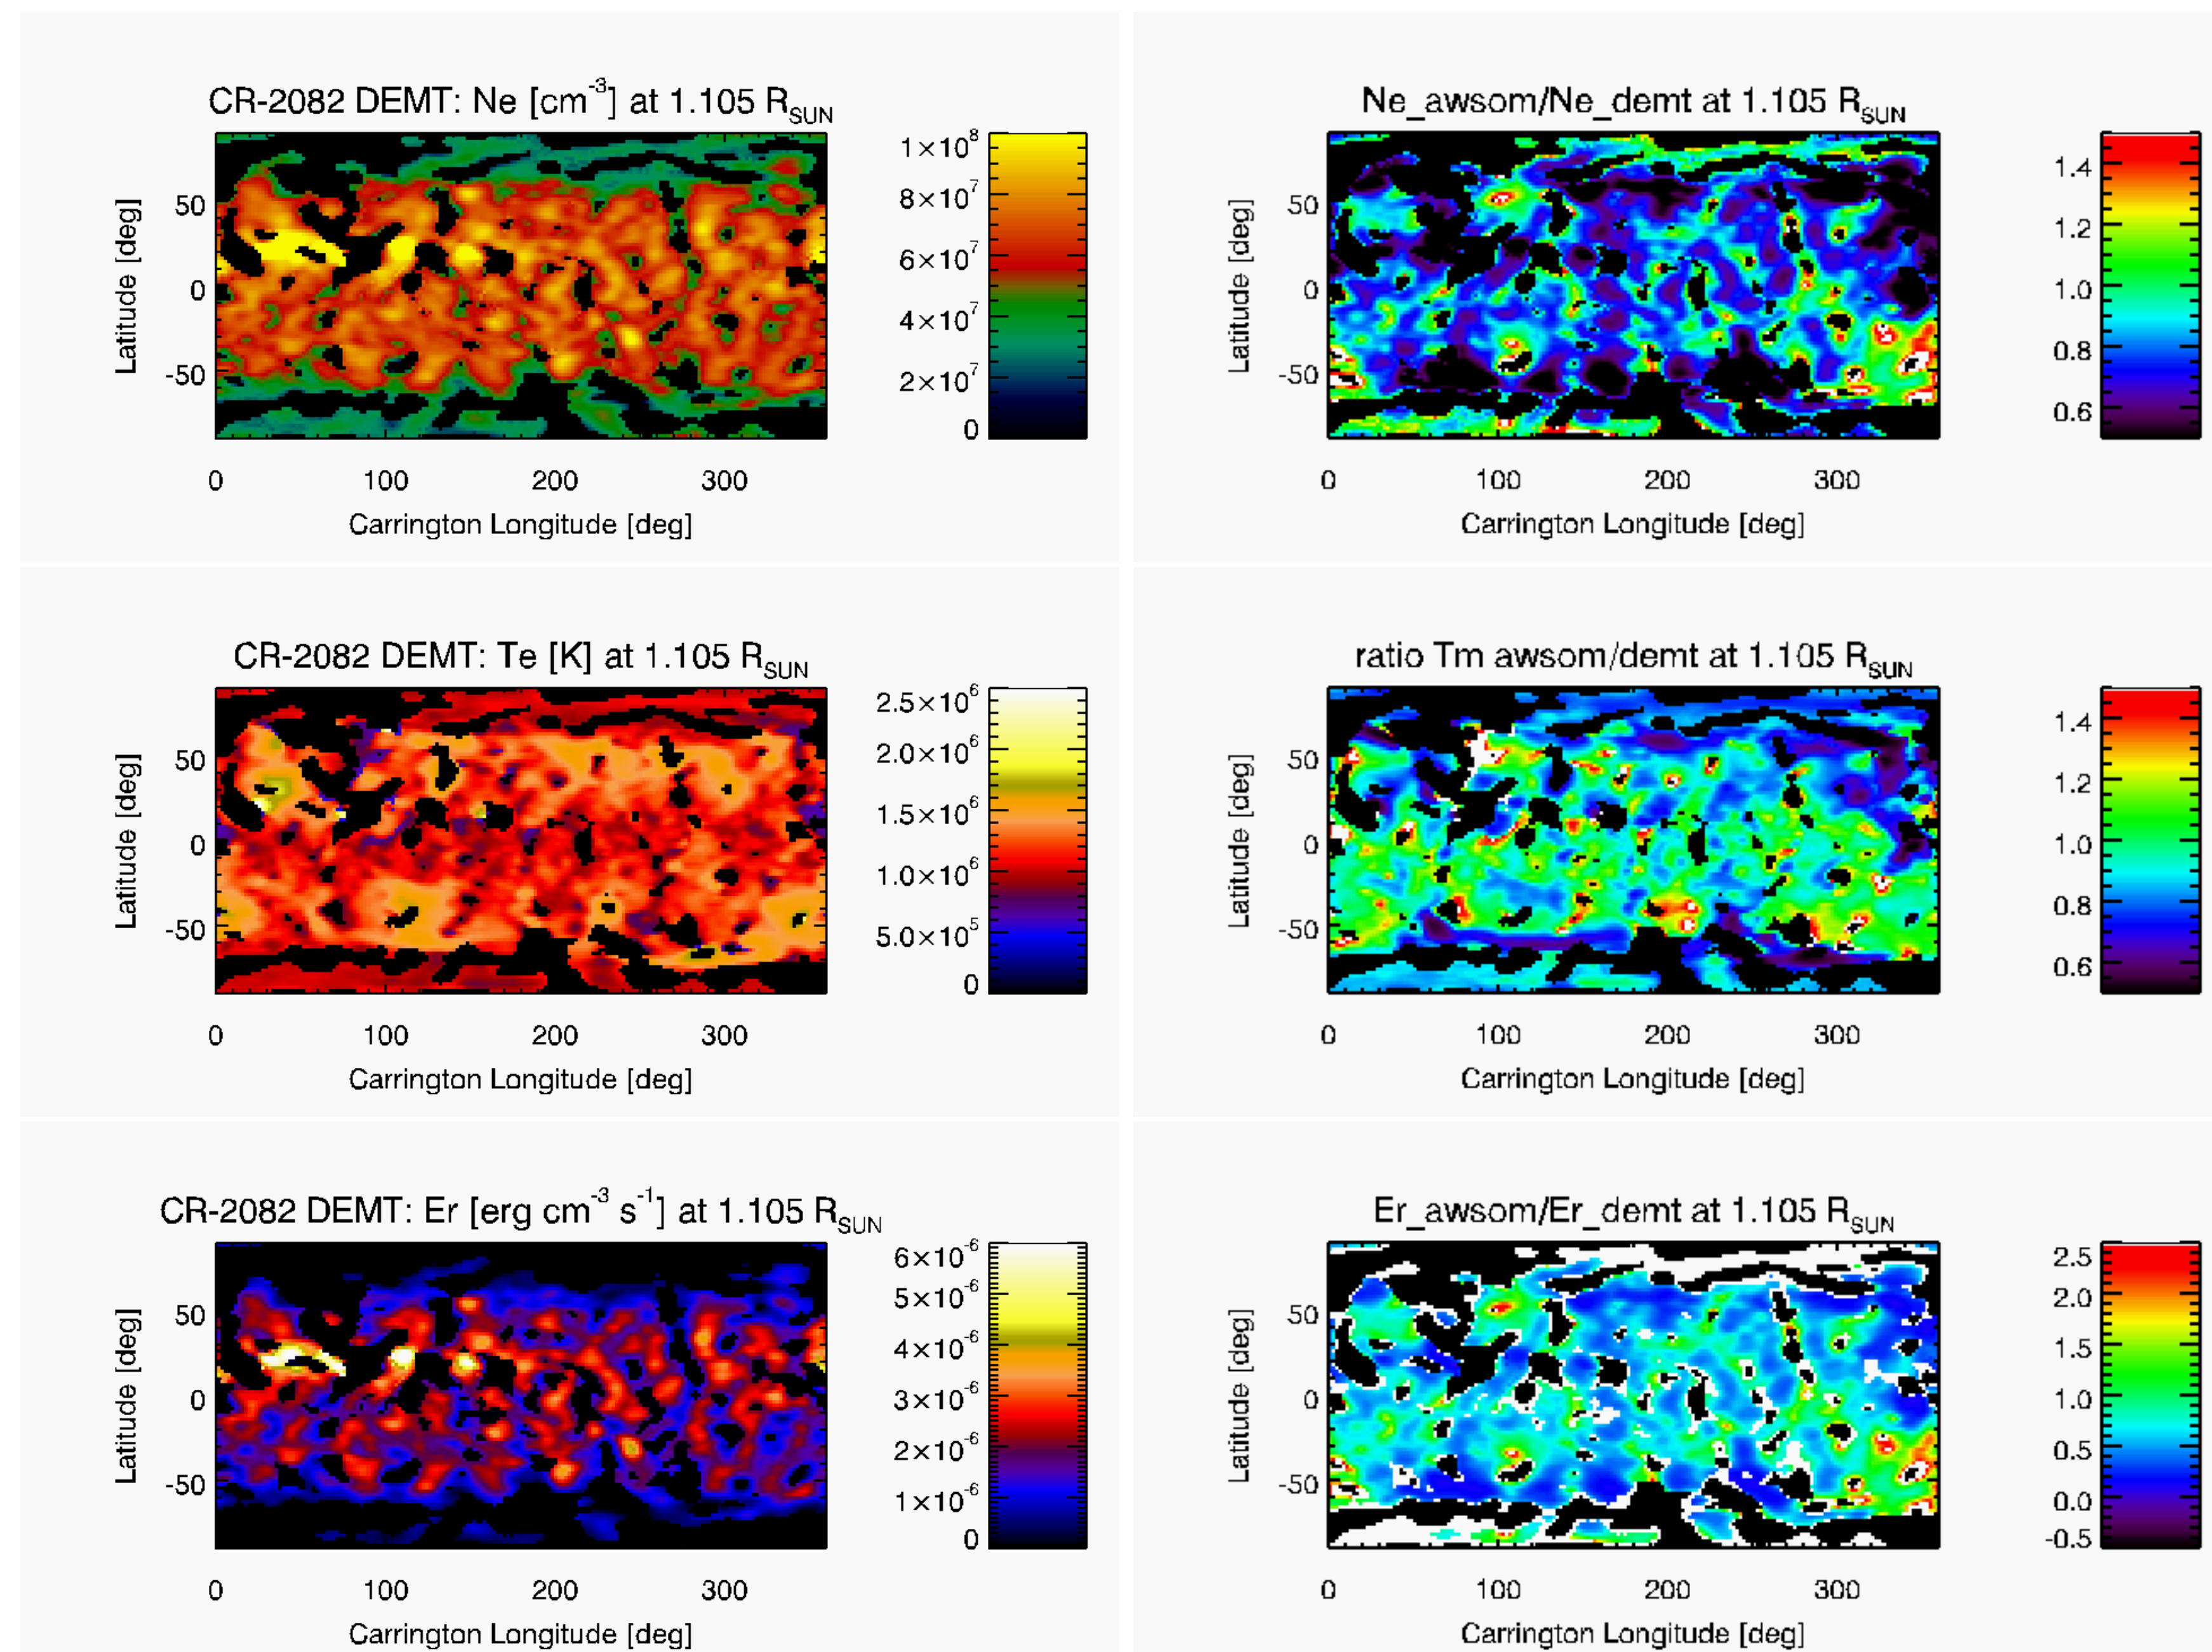 CR-2082 DEMT: Ne [cm⁻³] at 1.105 R_SUN
Latitude [deg]
50
0
-50
0 100 200 300
Carrington Longitude [deg]
1×10⁸
8×10⁷
6×10⁷
4×10⁷
2×10⁷
0
Ne_awsom/Ne_demt at 1.105 R_SUN
Latitude [deg]
50
0
-50
0 100 200 300
Carrington Longitude [deg]
1.4
1.2
1.0
0.8
0.6
CR-2082 DEMT: Te [K] at 1.105 R_SUN
Latitude [deg]
50
0
-50
0 100 200 300
Carrington Longitude [deg]
2.5×10⁶
2.0×10⁶
1.5×10⁶
1.0×10⁶
5.0×10⁵
0
ratio Tm awsom/demt at 1.105 R_SUN
Latitude [deg]
50
0
-50
0 100 200 300
Carrington Longitude [deg]
1.4
1.2
1.0
0.8
0.6
CR-2082 DEMT: Er [erg cm⁻³ s⁻¹] at 1.105 R_SUN
Latitude [deg]
50
0
-50
0 100 200 300
Carrington Longitude [deg]
6×10⁻⁶
5×10⁻⁶
4×10⁻⁶
3×10⁻⁶
2×10⁻⁶
1×10⁻⁶
0
Er_awsom/Er_demt at 1.105 R_SUN
Latitude [deg]
50
0
-50
0 100 200 300
Carrington Longitude [deg]
2.5
2.0
1.5
1.0
0.5
0.0
-0.5